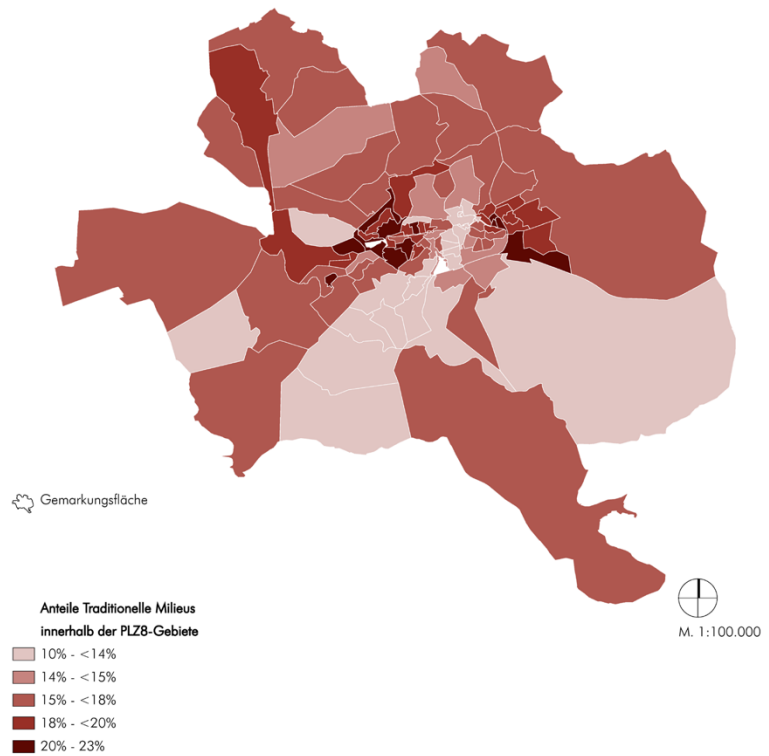 Gemarkungsfläche
Anteile Traditionelle Milieus
innerhalb der PLZ8-Gebiete
M. 1:100.000
10% - <14%
14% - <15%
15% - <18%
18% - <20%
20% - 23%